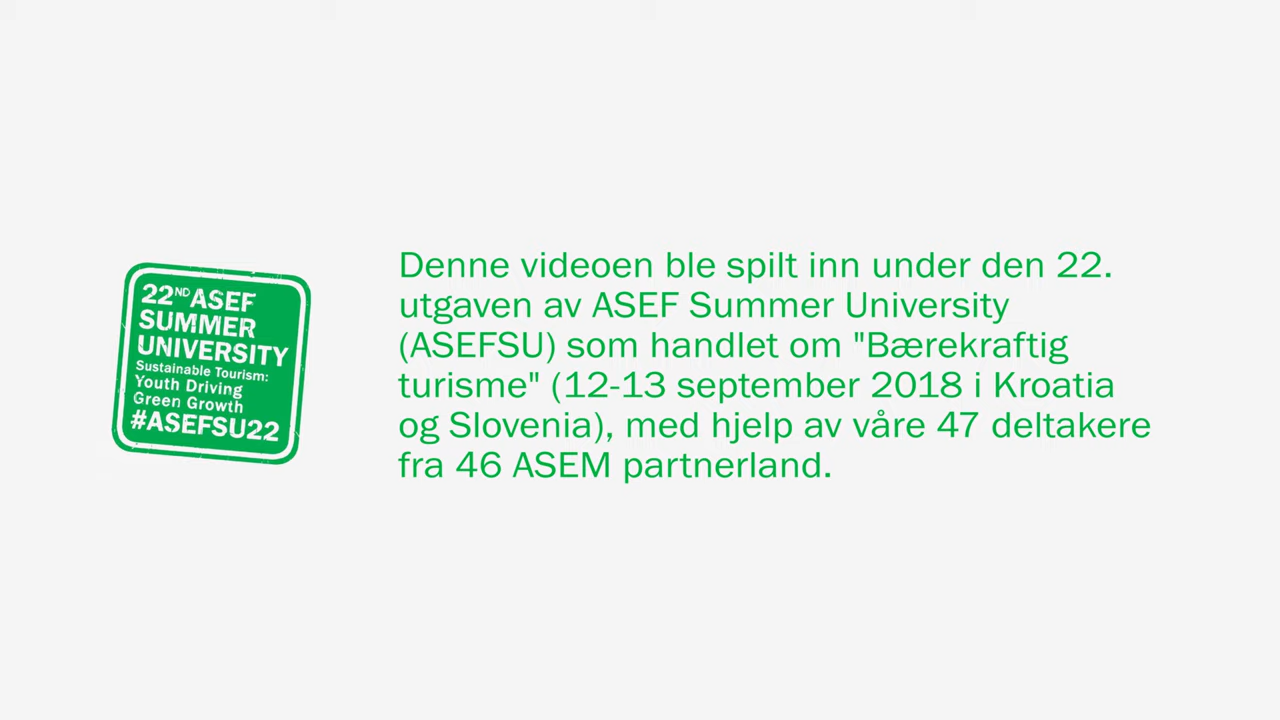 22ND ASEF
SUMMER
UNIVERSITY
Sustainable Tourism:
Youth Driving
Green Growth
#ASEFSU22
Denne videoen ble spilt inn under den 22.
utgaven av ASEF Summer University
(ASEFSU) som handlet om "Bærekraftig
turisme" (12-13 september 2018 i Kroatia
og Slovenia), med hjelp av våre 47 deltakere
fra 46 ASEM partnerland.